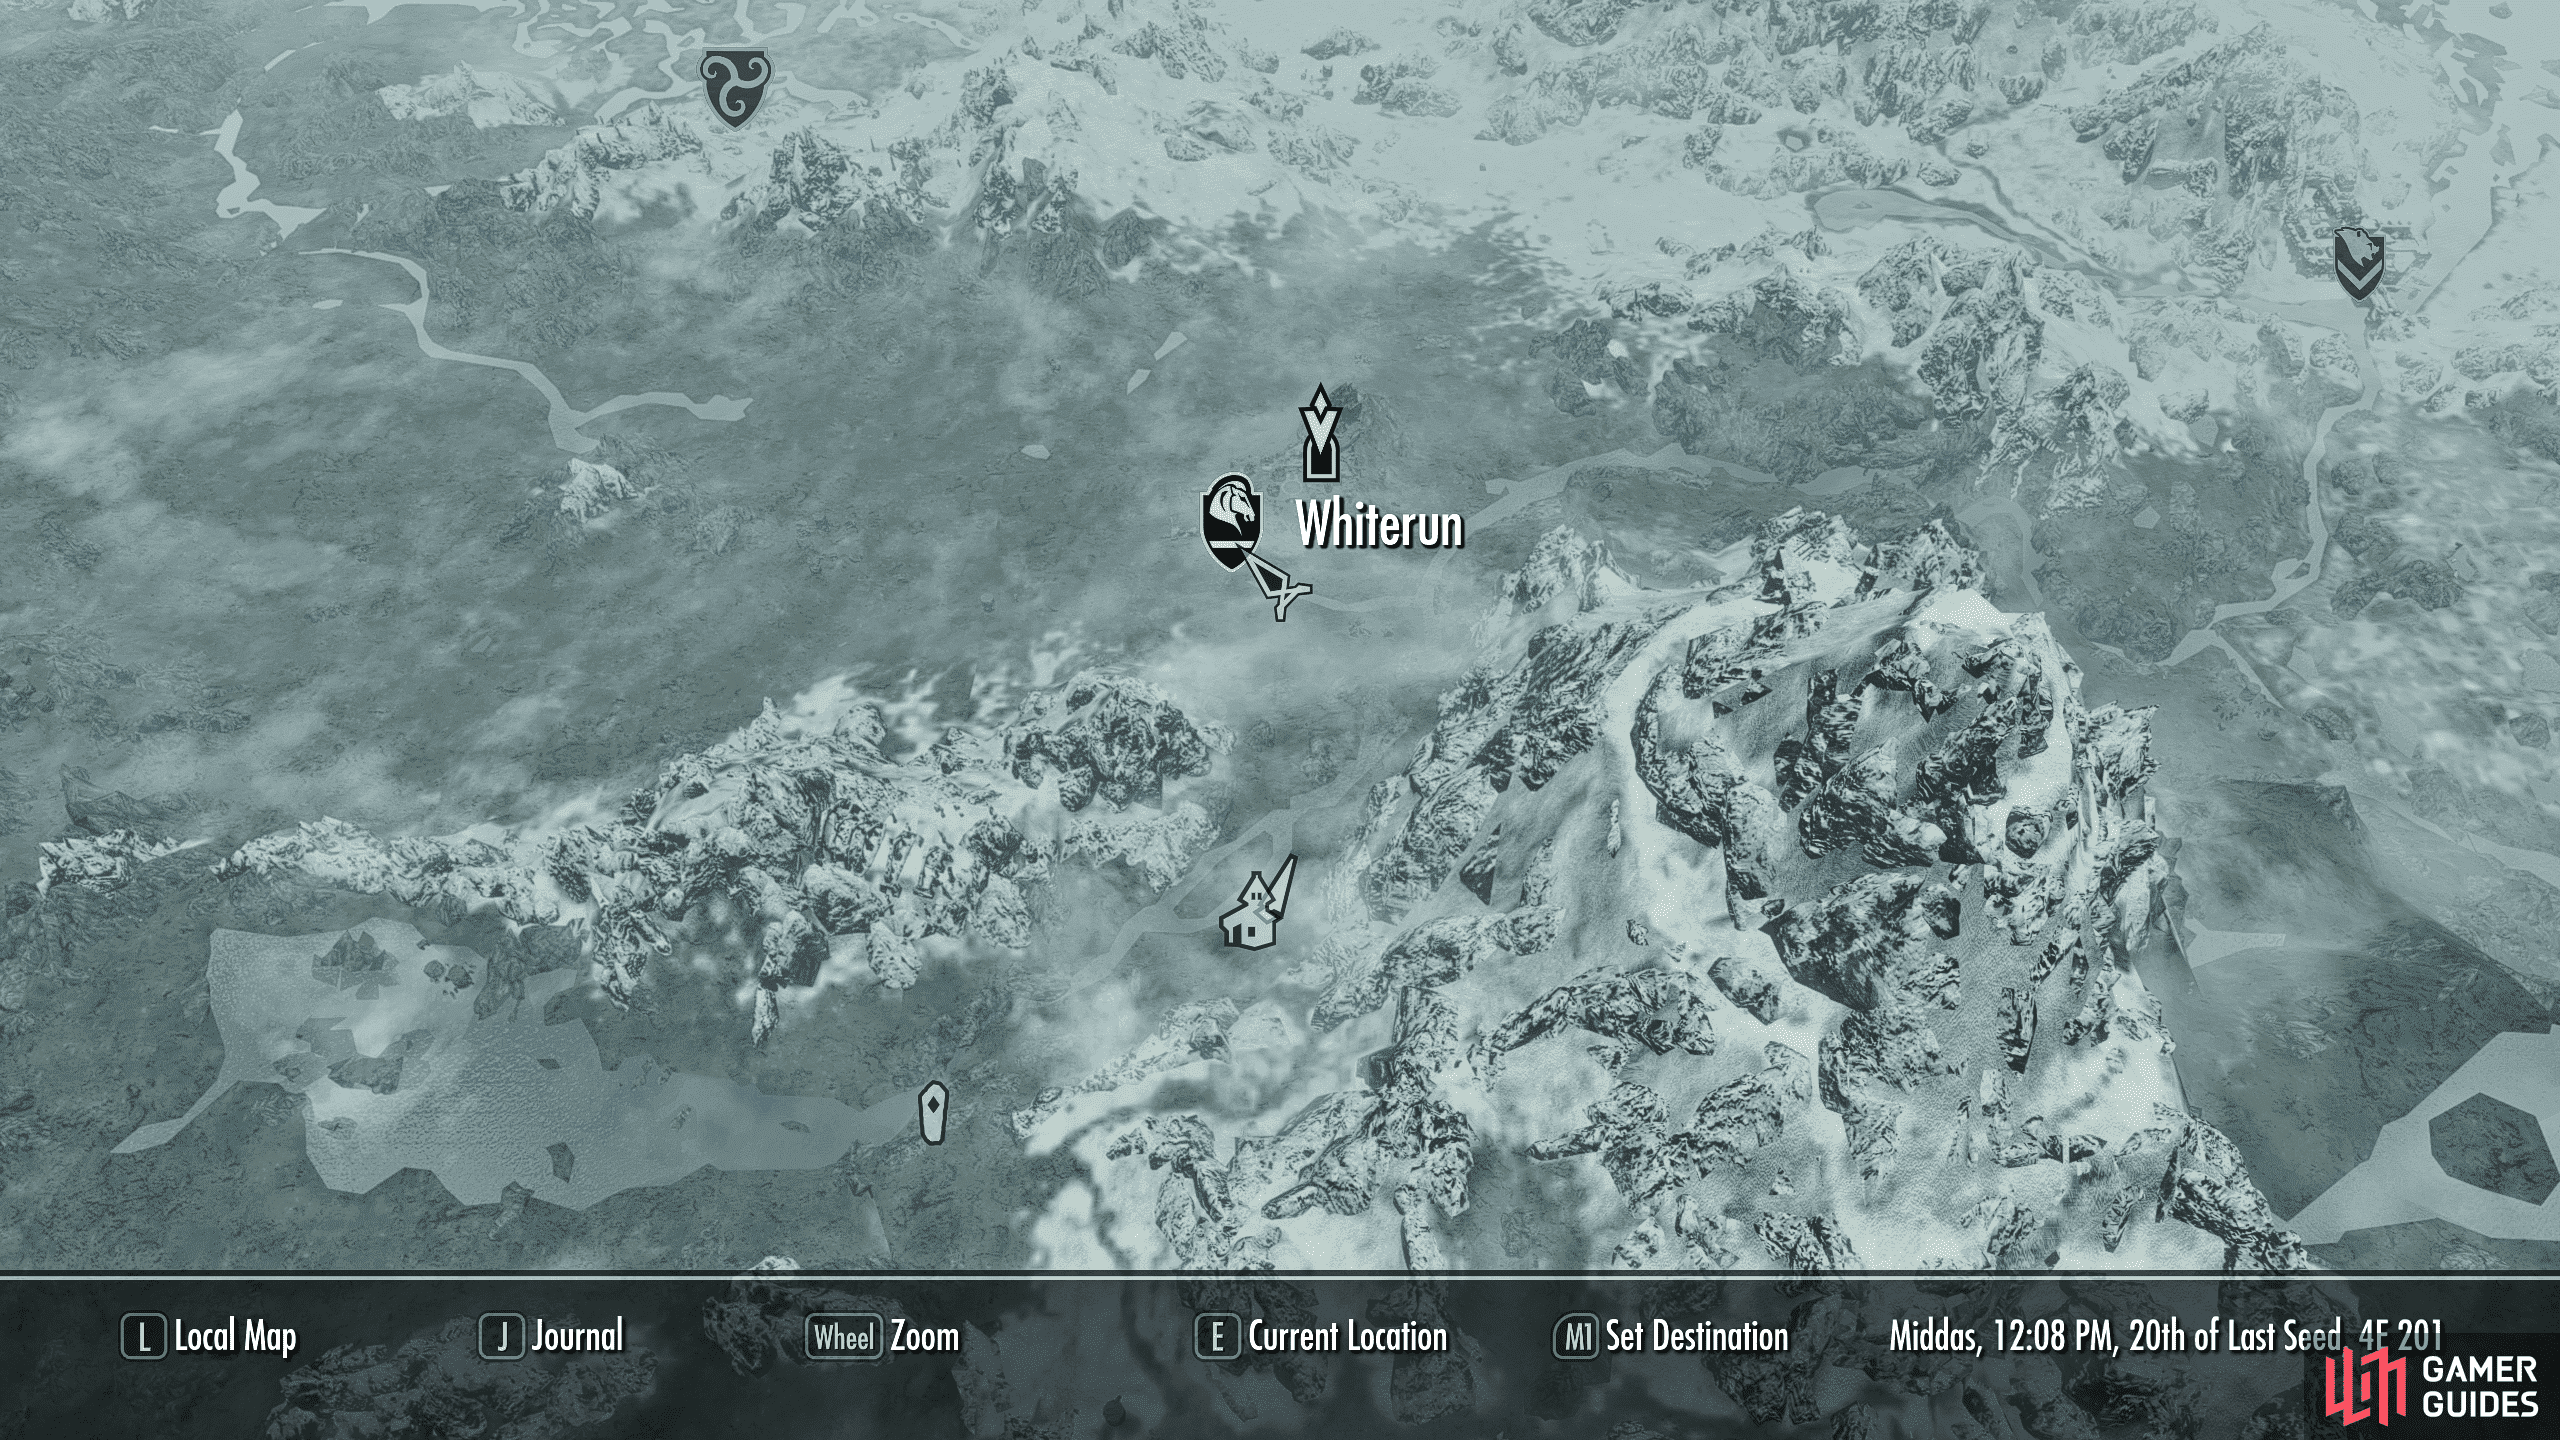 Whiterun
L Local Map
J Journal
Wheel Zoom
E Current Location
M1 Set Destination
Middas, 12:08 PM, 20th of Last Seed, 4E 201
GAMER
GUIDES